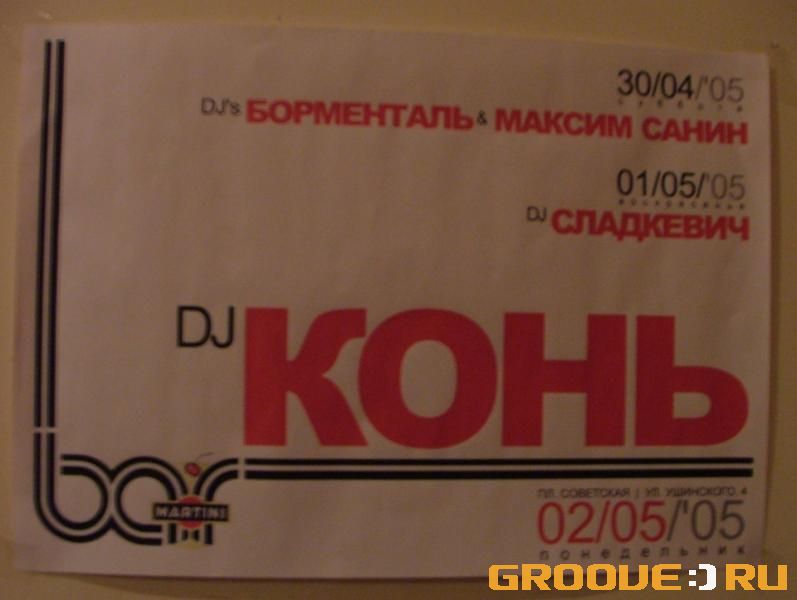 30/04/'05
суббота
DJ's БОРМЕНТАЛЬ & МАКСИМ САНИН
01/05/'05
воскресенье
DJ СЛАДКЕВИЧ
DJ КОНЬ
bar
MARTINI
ПЛ. СОВЕТСКАЯ | УЛ. УШИНСКОГО, 4
02/05/'05
понедельник
GROOVE:)RU